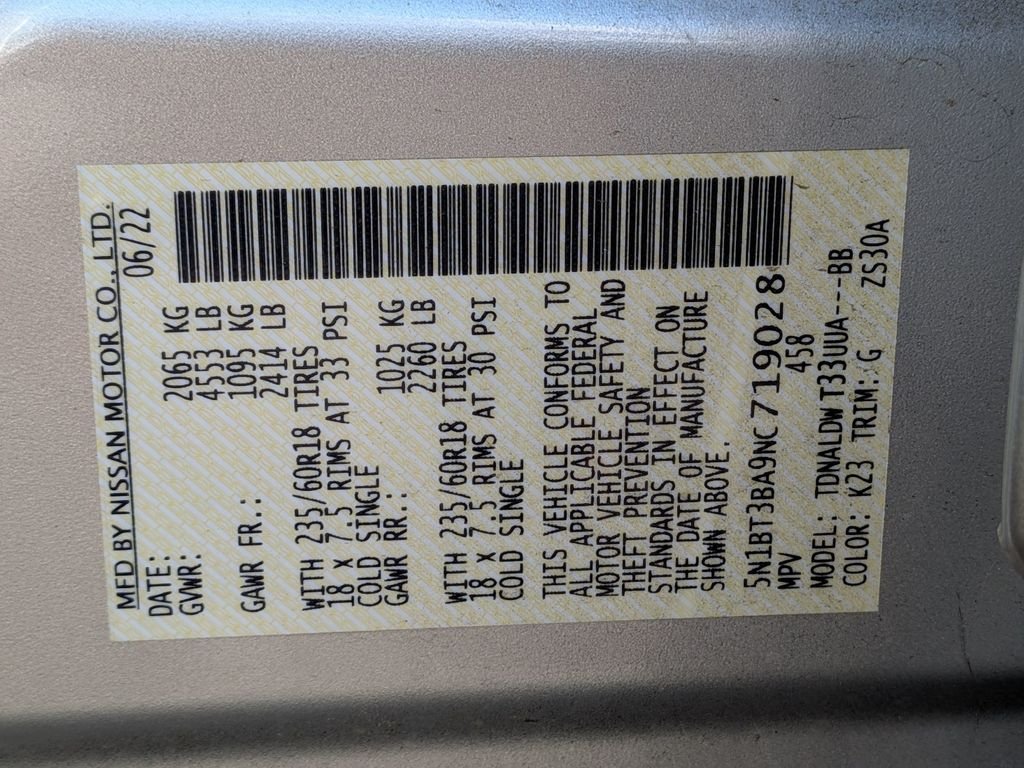 MFD BY NISSAN MOTOR CO., LTD.
DATE: 06/22
GVWR: 2065 KG
4553 LB
GAWR FR.: 1095 KG
2414 LB
WITH 235/60R18 TIRES
18 X 7.5 RIMS AT 33 PSI
COLD SINGLE
GAWR RR.: 1025 KG
2260 LB
WITH 235/60R18 TIRES
18 X 7.5 RIMS AT 30 PSI
COLD SINGLE
THIS VEHICLE CONFORMS TO
ALL APPLICABLE FEDERAL
MOTOR VEHICLE SAFETY AND
THEFT PREVENTION
STANDARDS IN EFFECT ON
THE DATE OF MANUFACTURE
SHOWN ABOVE.
5N1BT3BA9NC719028
MPV 458
MODEL: TDNALDWT33UUA---BB
COLOR: K23 TRIM: G ZS30A